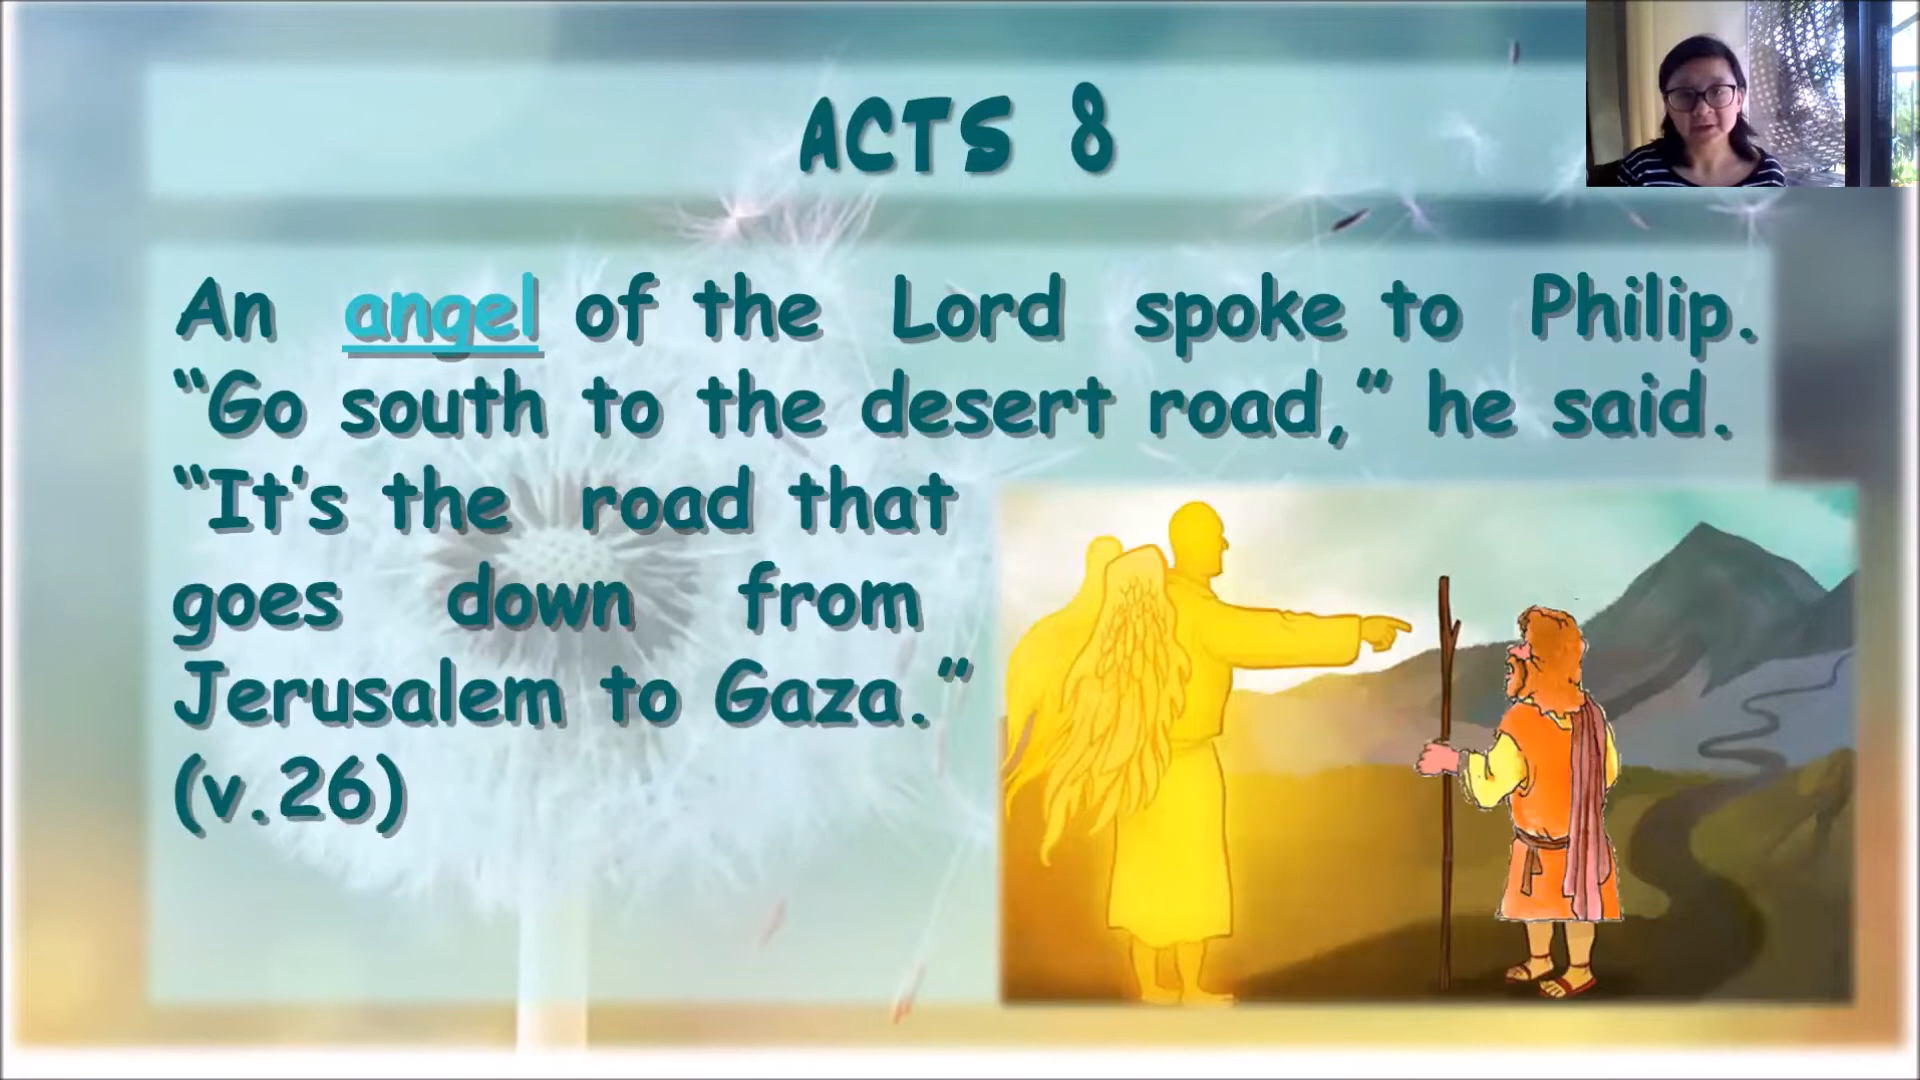 ACTS 8
An angel of the Lord spoke to Philip.
“Go south to the desert road,” he said.
“It’s the road that
goes down from
Jerusalem to Gaza.”
(v.26)